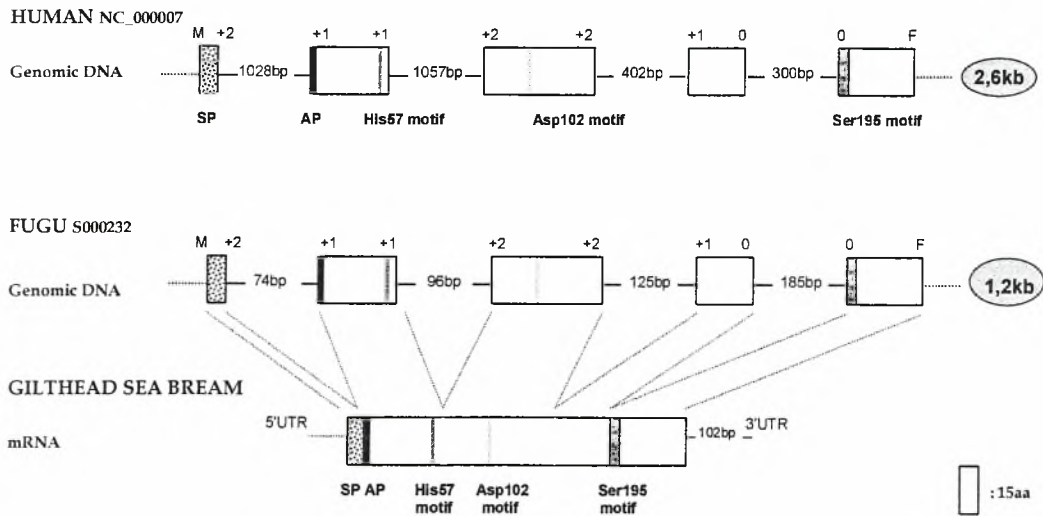 HUMAN NC_000007
M +2 +1 +1 +2 +2 +1 0 0 F
Genomic DNA 1028bp 1057bp 402bp 300bp 2,6kb
SP AP His57 motif Asp102 motif Ser195 motif
FUGU S000232
M +2 +1 +1 +2 +2 +1 0 0 F
Genomic DNA 74bp 96bp 125bp 185bp 1,2kb
GILTHEAD SEA BREAM
5'UTR 3'UTR
mRNA 102bp
SP AP His57 Asp102 Ser195
motif motif motif
: 15aa